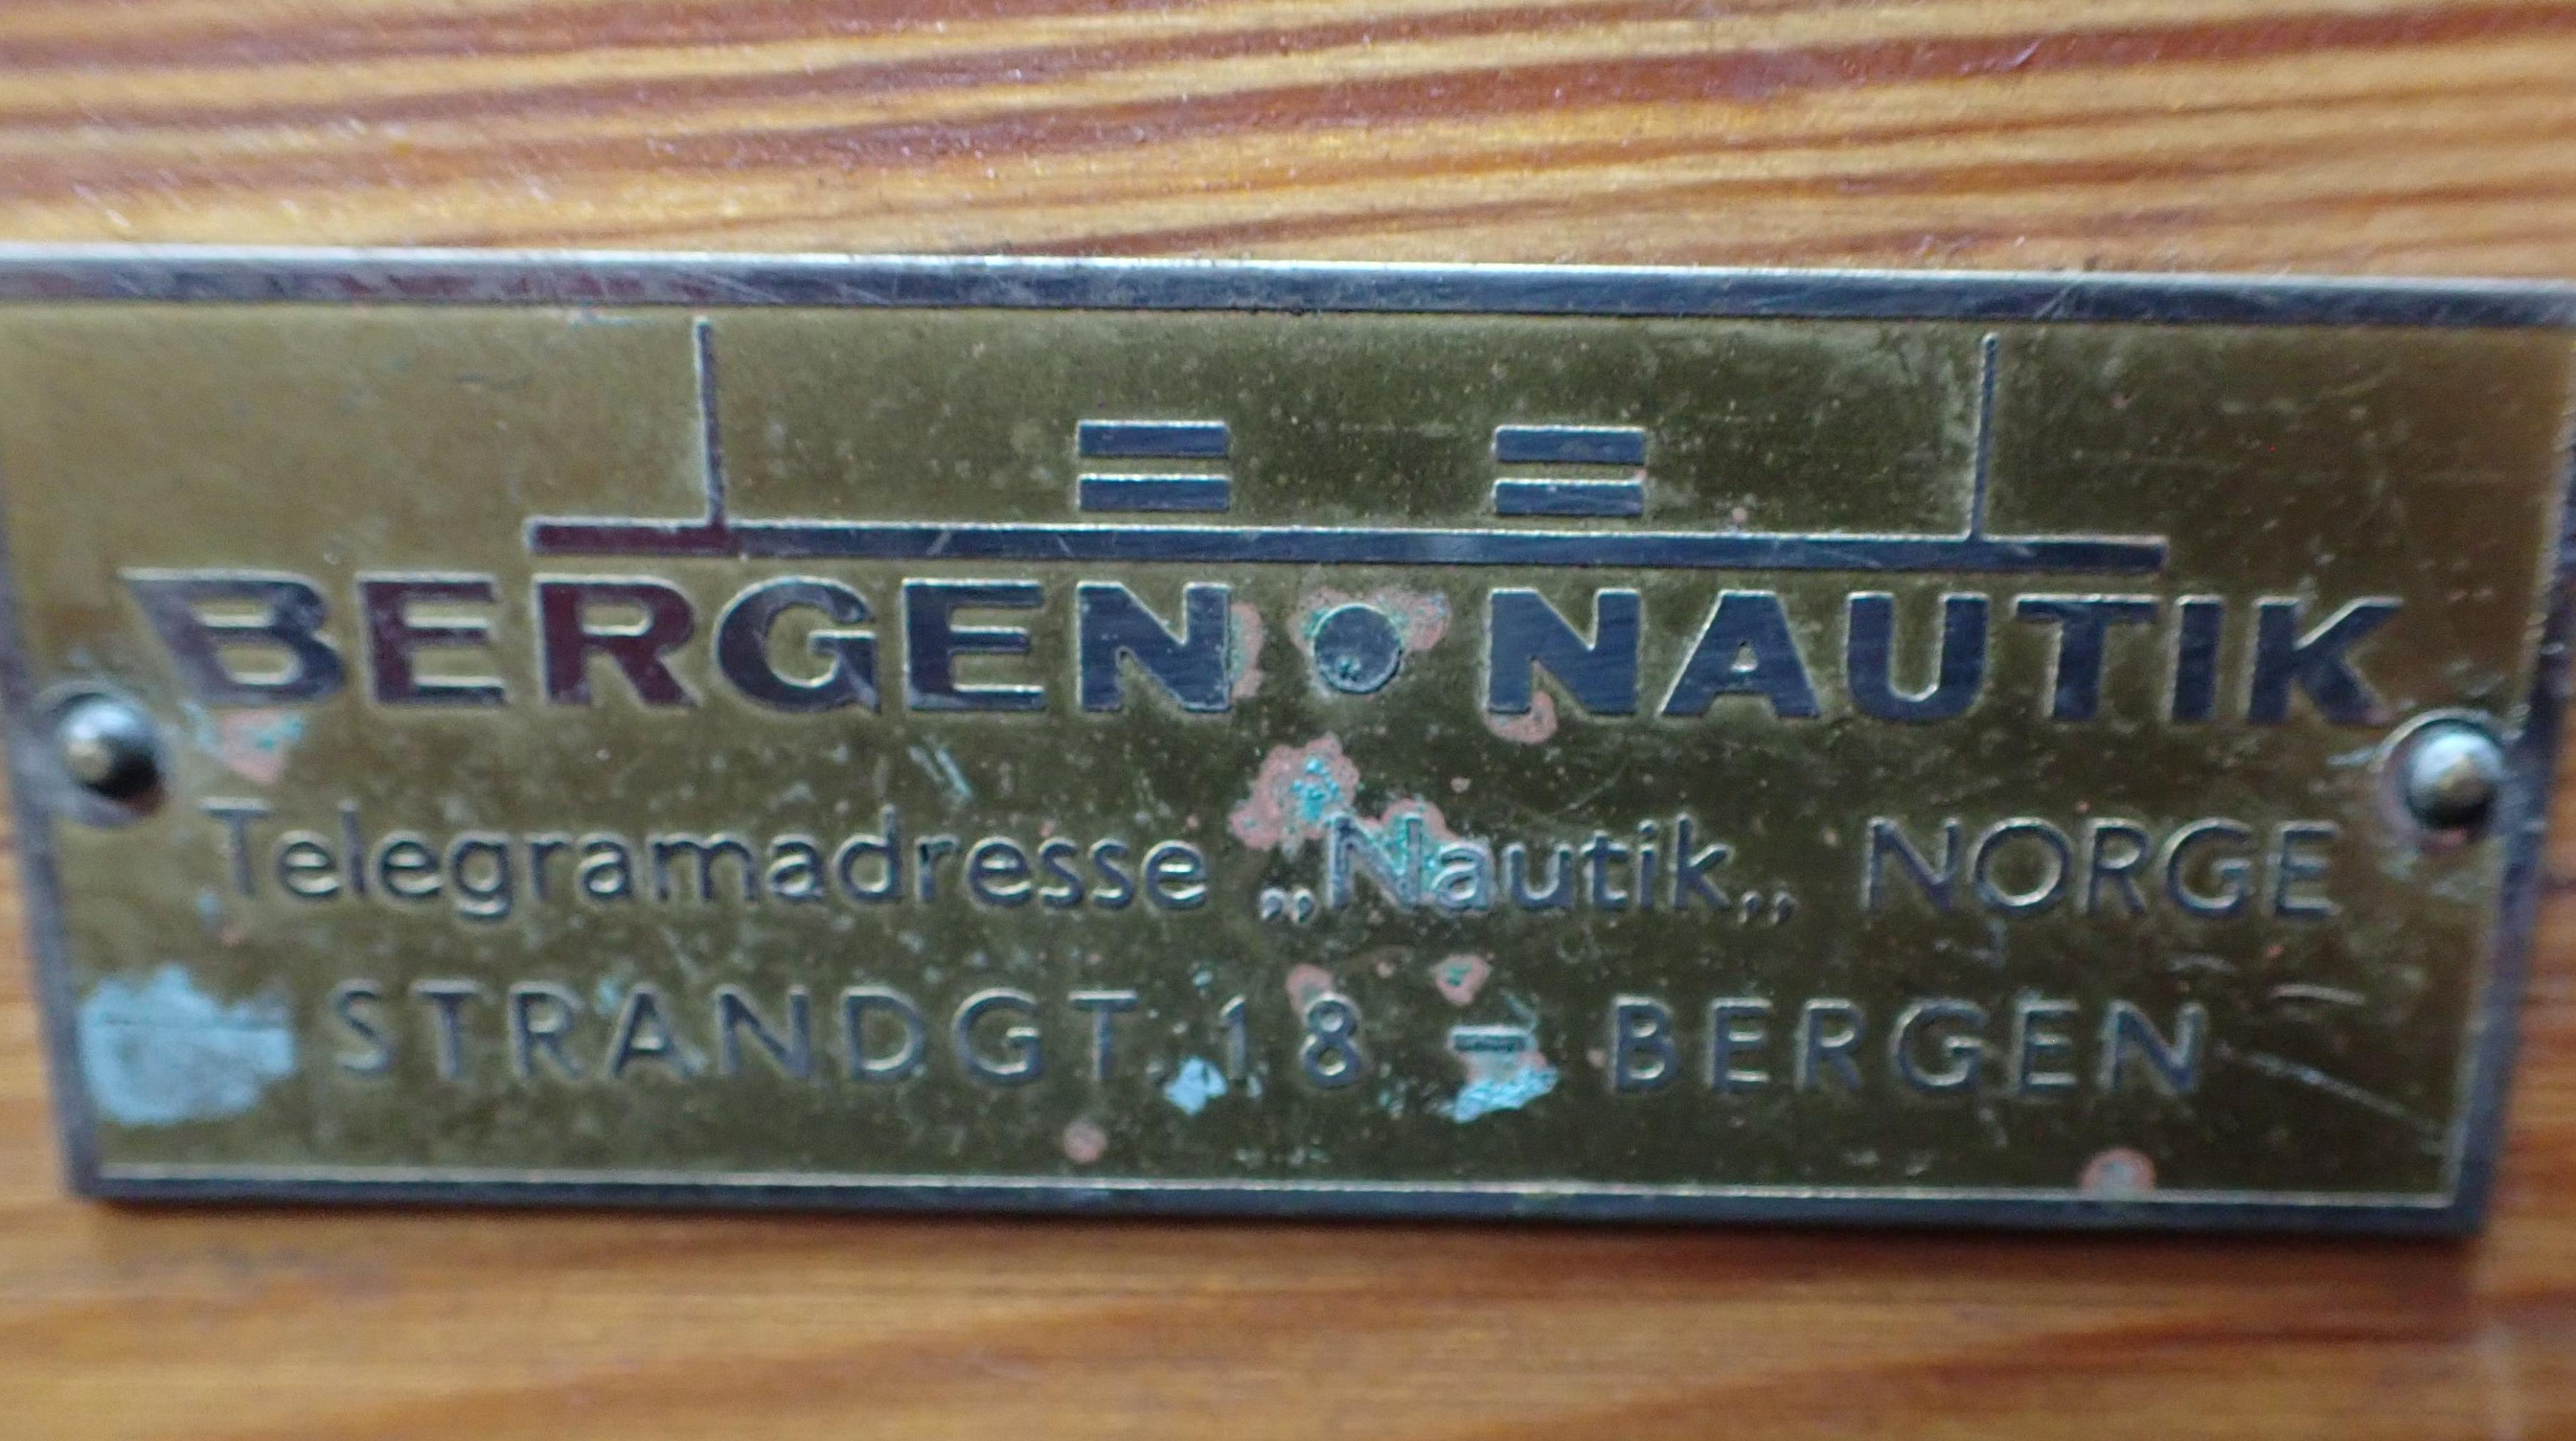 BERGEN • NAUTIK
Telegramadresse „Nautik„ NORGE
STRANDGT. 18 - BERGEN